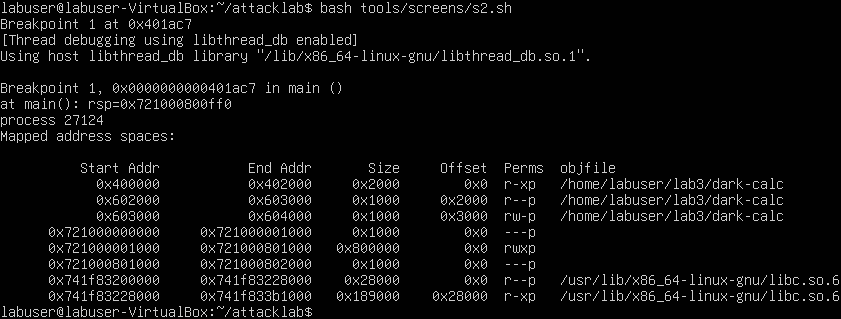 labuser@labuser-VirtualBox:~/attacklab$ bash tools/screens/s2.sh
Breakpoint 1 at 0x401ac7
[Thread debugging using libthread_db enabled]
Using host libthread_db library "/lib/x86_64-linux-gnu/libthread_db.so.1".

Breakpoint 1, 0x0000000000401ac7 in main ()
at main(): rsp=0x721000800ff0
process 27124
Mapped address spaces:

Start Addr End Addr Size Offset Perms objfile
0x400000 0x402000 0x2000 0x0 r-xp /home/labuser/lab3/dark-calc
0x602000 0x603000 0x1000 0x2000 r--p /home/labuser/lab3/dark-calc
0x603000 0x604000 0x1000 0x3000 rw-p /home/labuser/lab3/dark-calc
0x721000000000 0x721000001000 0x1000 0x0 ---p
0x721000001000 0x721000801000 0x800000 0x0 rwxp
0x721000801000 0x721000802000 0x1000 0x0 ---p
0x741f83200000 0x741f83228000 0x28000 0x0 r--p /usr/lib/x86_64-linux-gnu/libc.so.6
0x741f83228000 0x741f833b1000 0x189000 0x28000 r-xp /usr/lib/x86_64-linux-gnu/libc.so.6
labuser@labuser-VirtualBox:~/attacklab$